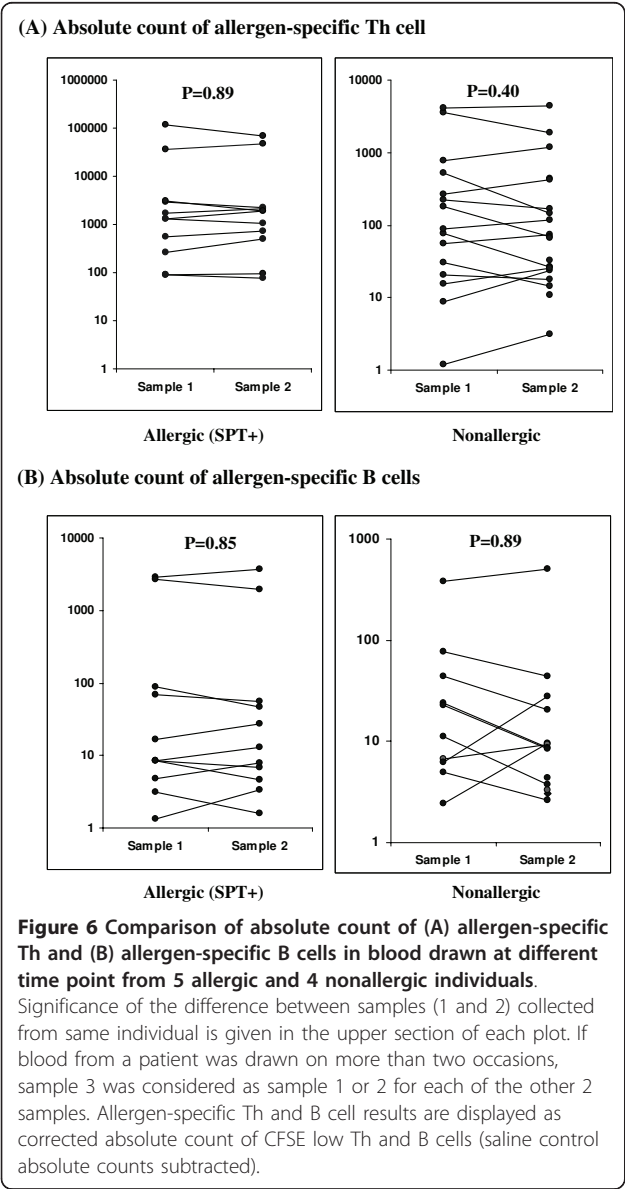 (A) Absolute count of allergen-specific Th cell
P=0.89
1000000
100000
10000
1000
100
10
1
Sample 1 Sample 2
Allergic (SPT+)
P=0.40
10000
1000
100
10
1
Sample 1 Sample 2
Nonallergic
(B) Absolute count of allergen-specific B cells
P=0.85
10000
1000
100
10
1
Sample 1 Sample 2
Allergic (SPT+)
P=0.89
1000
100
10
1
Sample 1 Sample 2
Nonallergic
Figure 6 Comparison of absolute count of (A) allergen-specific
Th and (B) allergen-specific B cells in blood drawn at different
time point from 5 allergic and 4 nonallergic individuals.
Significance of the difference between samples (1 and 2) collected
from same individual is given in the upper section of each plot. If
blood from a patient was drawn on more than two occasions,
sample 3 was considered as sample 1 or 2 for each of the other 2
samples. Allergen-specific Th and B cell results are displayed as
corrected absolute count of CFSE low Th and B cells (saline control
absolute counts subtracted).